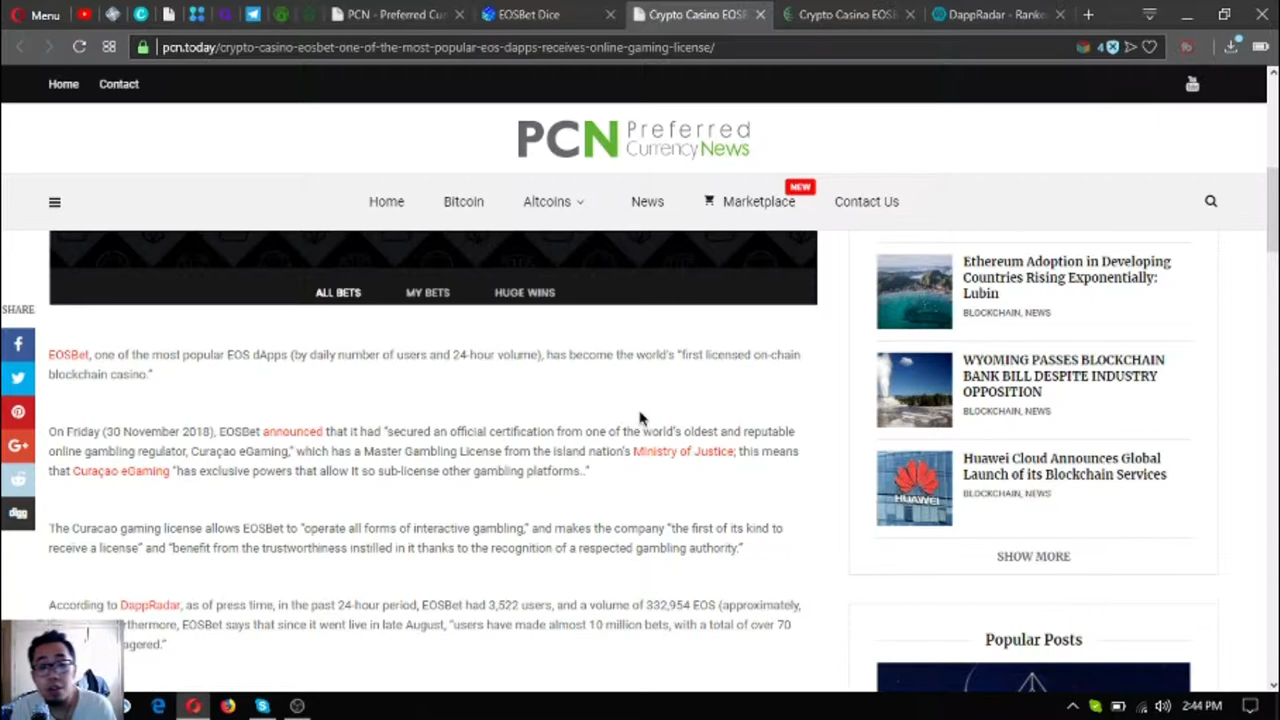 Menu
PCN - Preferred Cur
EOSBet Dice
Crypto Casino EOSB
Crypto Casino EOSB
DappRadar - Ranke
pcn.today/crypto-casino-eosbet-one-of-the-most-popular-eos-dapps-receives-online-gaming-license/
4
Home
Contact
You
PCN Preferred
CurrencyNews
NEW
Home
Bitcoin
Altcoins
News
Marketplace
Contact Us
ALL BETS
MY BETS
HUGE WINS
SHARE
digg
EOSBet, one of the most popular EOS dApps (by daily number of users and 24-hour volume), has become the world's “first licensed on-chain
blockchain casino.”
On Friday (30 November 2018), EOSBet announced that it had “secured an official certification from one of the world's oldest and reputable
online gambling regulator, Curaçao eGaming,” which has a Master Gambling License from the island nation's Ministry of Justice; this means
that Curaçao eGaming “has exclusive powers that allow it so sub-license other gambling platforms..”
The Curacao gaming license allows EOSBet to “operate all forms of interactive gambling,” and makes the company “the first of its kind to
receive a license” and “benefit from the trustworthiness instilled in it thanks to the recognition of a respected gambling authority.”
According to DappRadar, as of press time, in the past 24-hour period, EOSBet had 3,522 users, and a volume of 332,954 EOS (approximately,
thermore, EOSBet says that since it went live in late August, “users have made almost 10 million bets, with a total of over 70
agered.”
Ethereum Adoption in Developing
Countries Rising Exponentially:
Lubin
BLOCKCHAIN, NEWS
WYOMING PASSES BLOCKCHAIN
BANK BILL DESPITE INDUSTRY
OPPOSITION
BLOCKCHAIN, NEWS
HUAWEI
Huawei Cloud Announces Global
Launch of its Blockchain Services
BLOCKCHAIN, NEWS
SHOW MORE
Popular Posts
2:44 PM